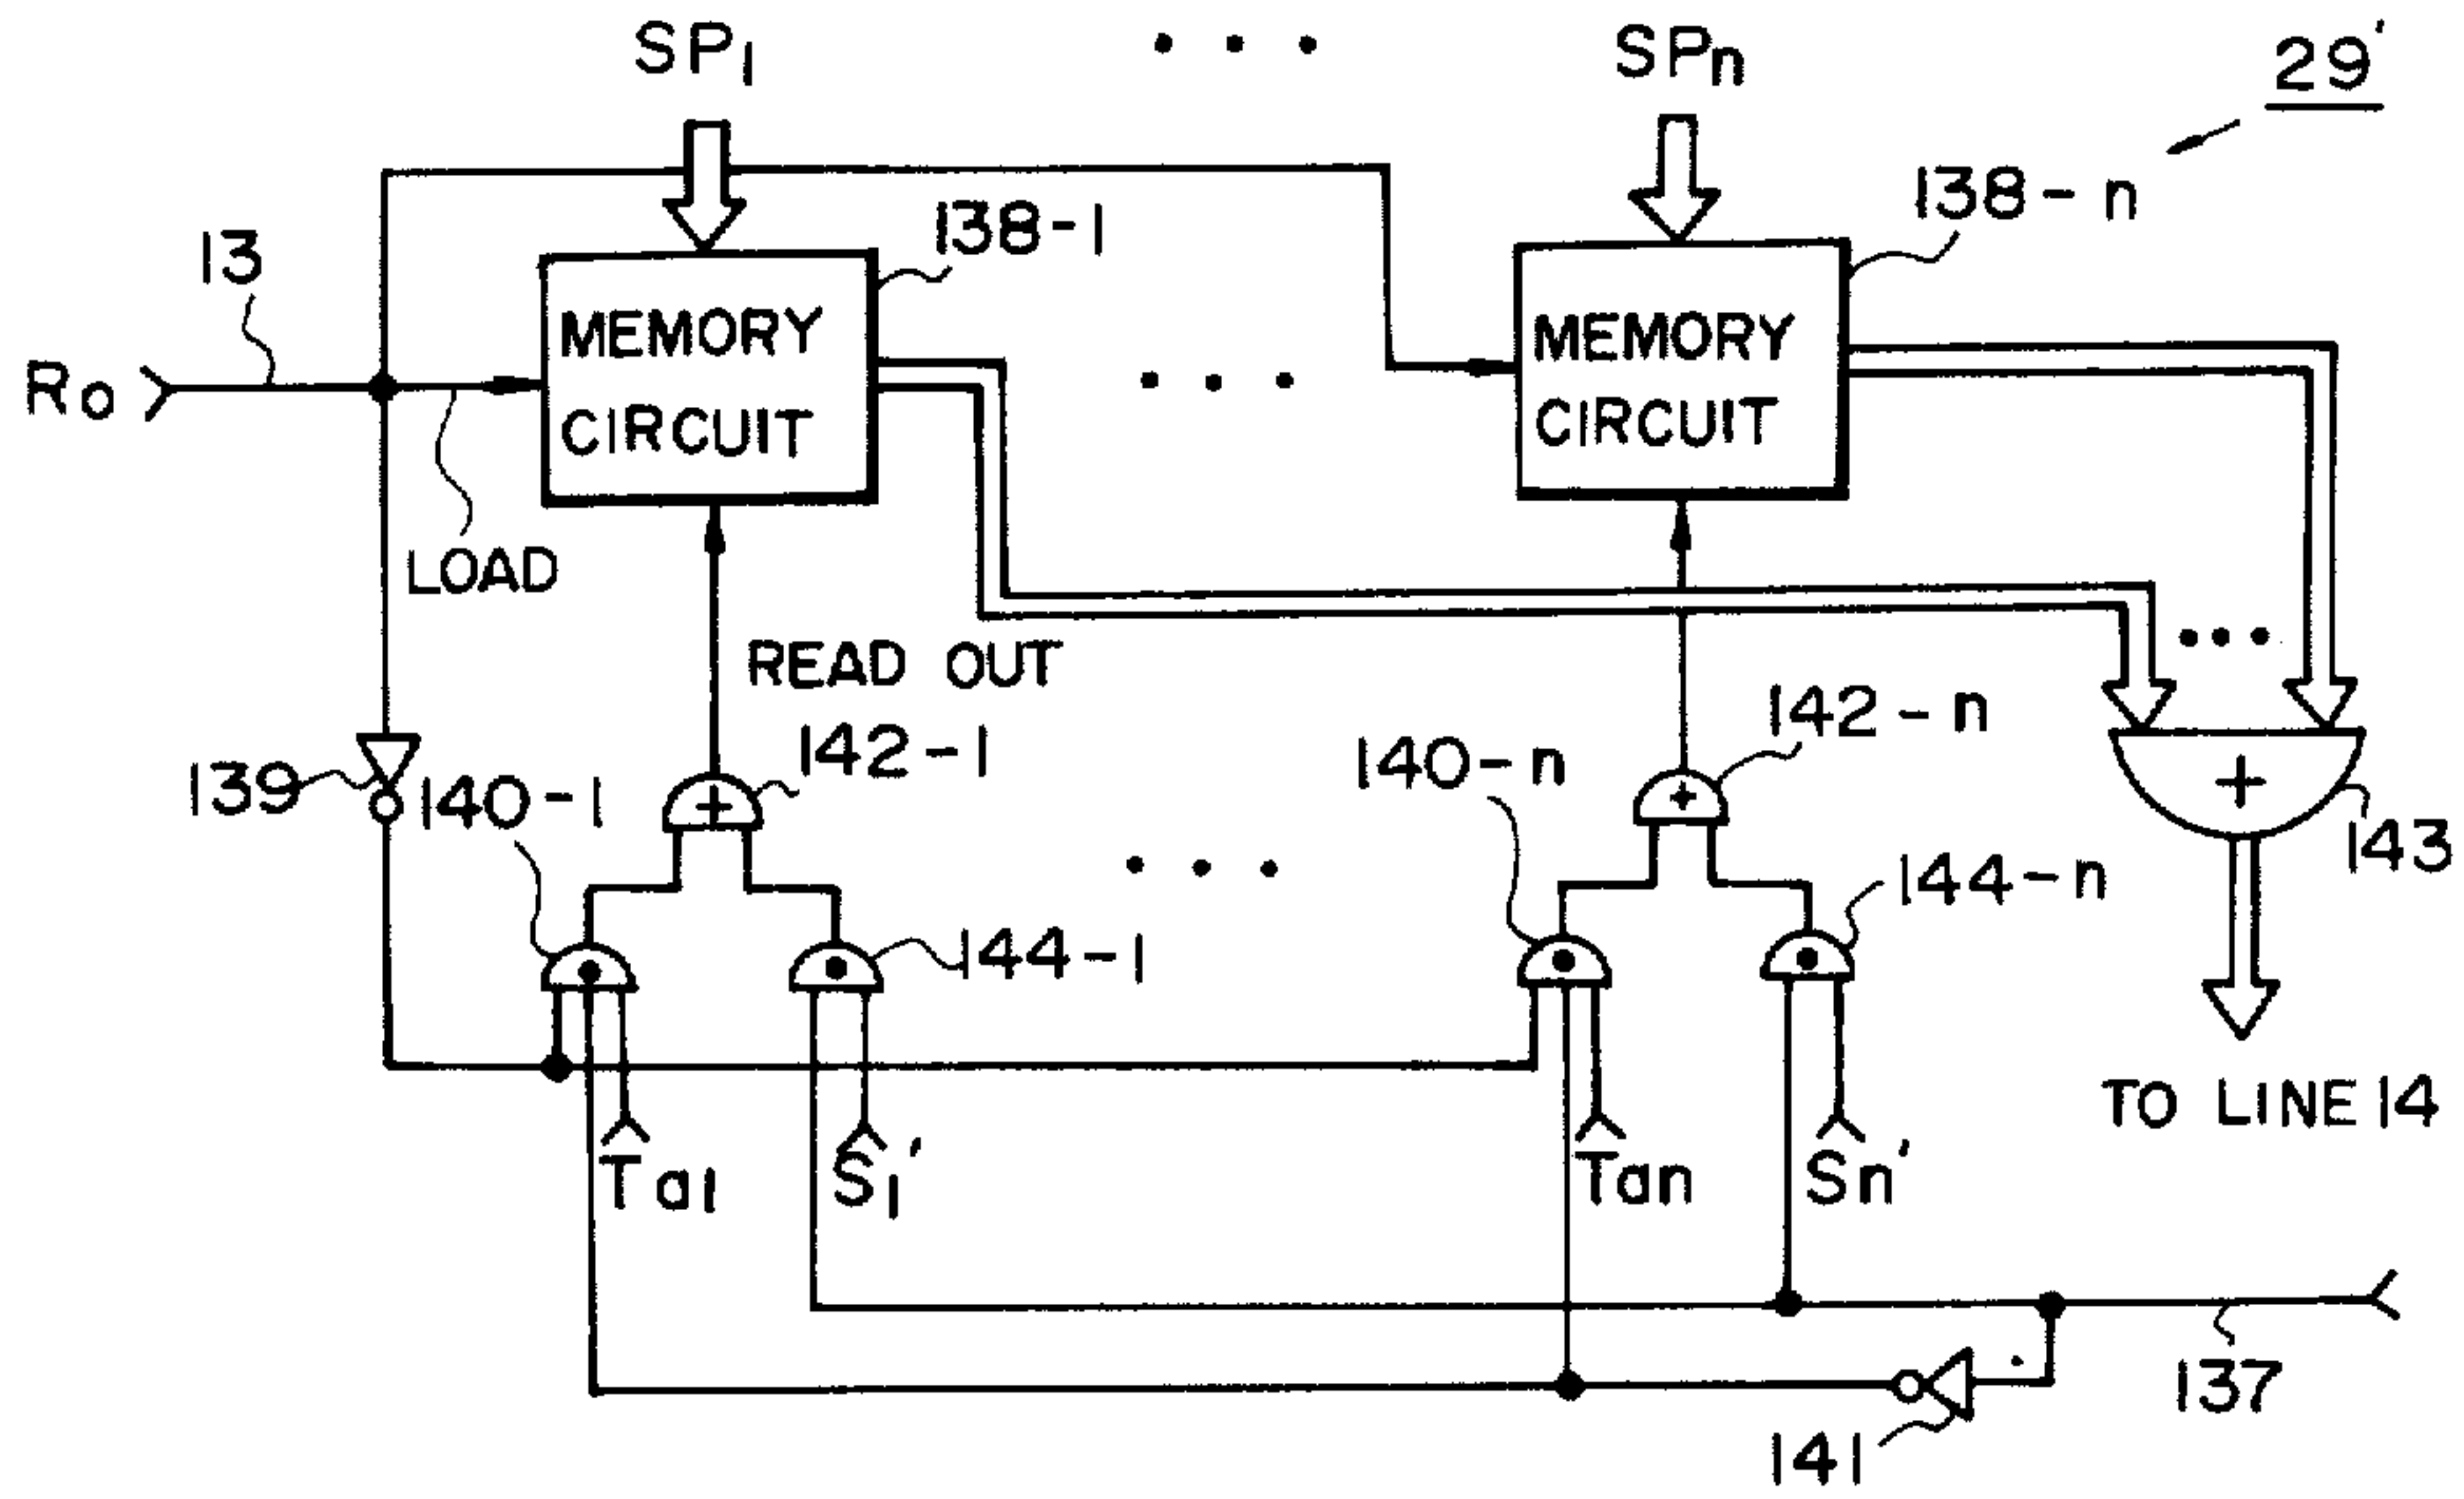 SP1 SPn 29'
13 138-1 138-n
Ro
MEMORY
CIRCUIT
MEMORY
CIRCUIT
LOAD
READ OUT
139 140-1 142-1 140-n 142-n
143
144-1 144-n
TO LINE 14
Ta1 S1' Tan Sn'
137
141